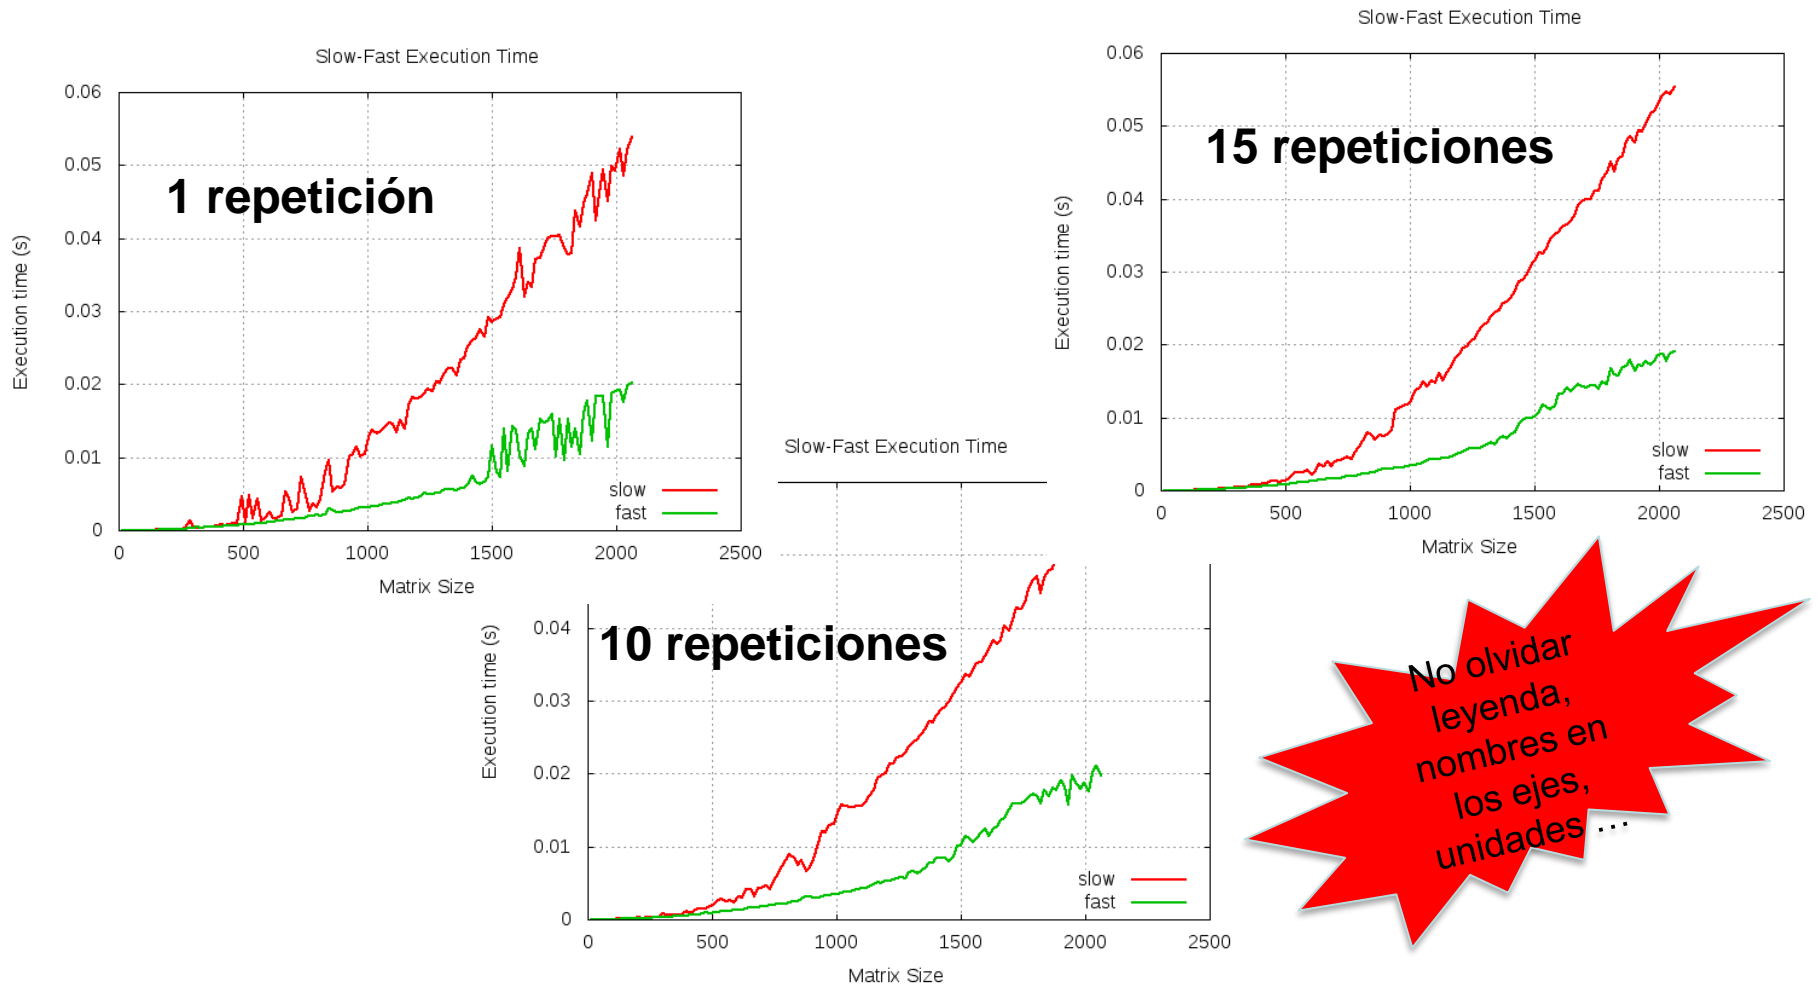 Slow-Fast Execution Time
0.06
0.05
0.04
0.03
0.02
0.01
0
Execution time (s)
1 repetición
slow
fast
0
500
1000
1500
2000
2500
Matrix Size
Slow-Fast Execution Time
0.06
0.05
0.04
0.03
0.02
0.01
0
Execution time (s)
15 repeticiones
slow
fast
0
500
1000
1500
2000
2500
Matrix Size
Slow-Fast Execution Time
0.04
0.03
0.02
0.01
0
Execution time (s)
10 repeticiones
slow
fast
0
500
1000
1500
2000
2500
Matrix Size
No olvidar
leyenda,
nombres en
los ejes,
unidades …